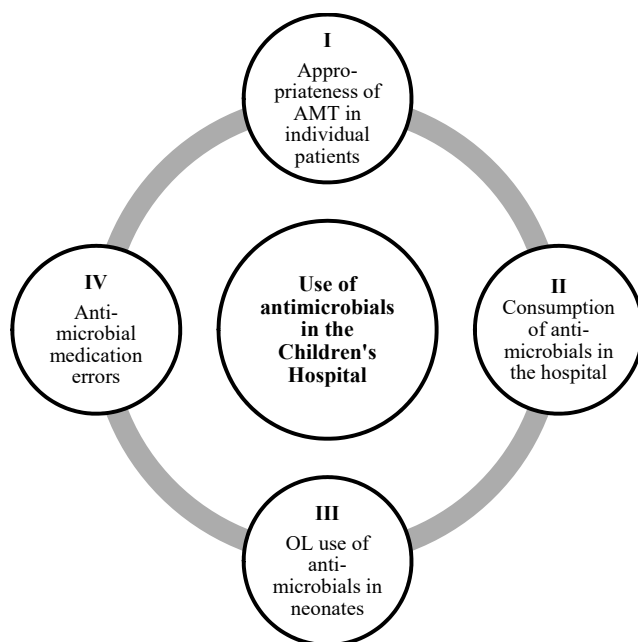 I
Appro-
priateness of
AMT in
individual
patients
IV
Anti-
microbial
medication
errors
Use of
antimicrobials
in the
Children's
Hospital
II
Consumption
of anti-
microbials in
the hospital
III
OL use of
anti-
microbials in
neonates